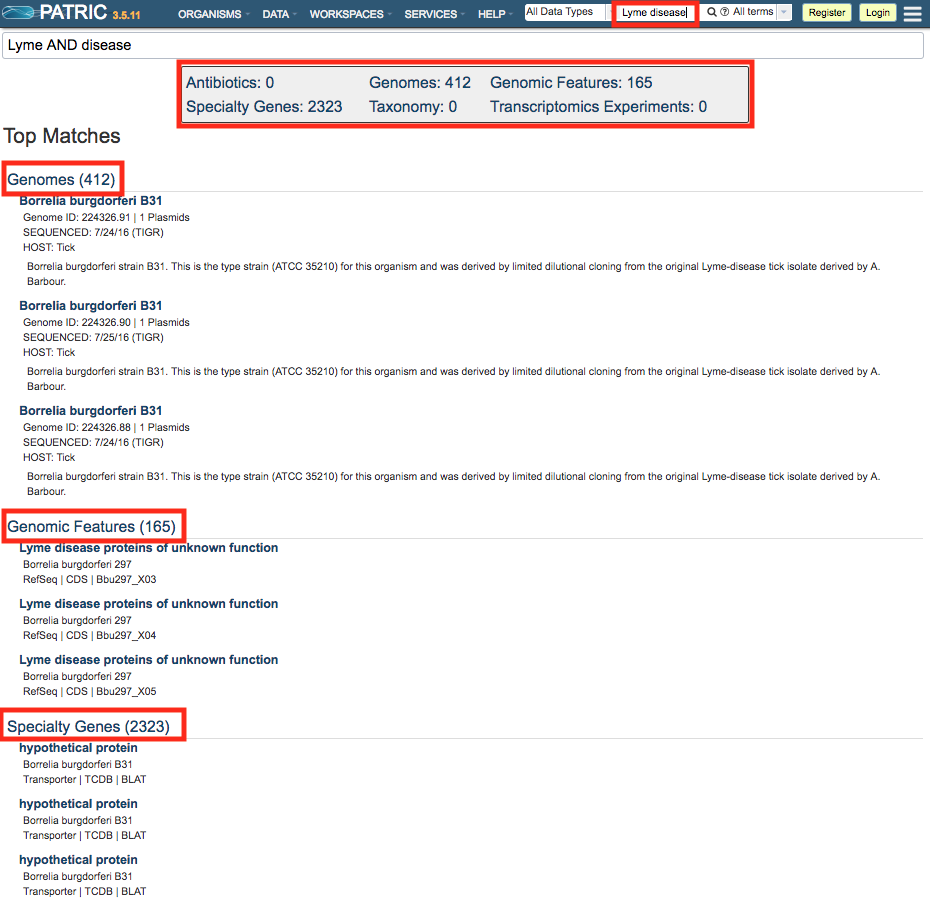 PATRIC 3.5.11 ORGANISMS DATA WORKSPACES SERVICES HELP All Data Types Lyme disease All terms Register Login
Lyme AND disease
Antibiotics: 0 Genomes: 412 Genomic Features: 165
Specialty Genes: 2323 Taxonomy: 0 Transcriptomics Experiments: 0
Top Matches
Genomes (412)
Borrelia burgdorferi B31
Genome ID: 224326.91 | 1 Plasmids
SEQUENCED: 7/24/16 (TIGR)
HOST: Tick
Borrelia burgdorferi strain B31. This is the type strain (ATCC 35210) for this organism and was derived by limited dilutional cloning from the original Lyme-disease tick isolate derived by A.
Barbour.
Borrelia burgdorferi B31
Genome ID: 224326.90 | 1 Plasmids
SEQUENCED: 7/25/16 (TIGR)
HOST: Tick
Borrelia burgdorferi strain B31. This is the type strain (ATCC 35210) for this organism and was derived by limited dilutional cloning from the original Lyme-disease tick isolate derived by A.
Barbour.
Borrelia burgdorferi B31
Genome ID: 224326.88 | 1 Plasmids
SEQUENCED: 7/24/16 (TIGR)
HOST: Tick
Borrelia burgdorferi strain B31. This is the type strain (ATCC 35210) for this organism and was derived by limited dilutional cloning from the original Lyme-disease tick isolate derived by A.
Barbour.
Genomic Features (165)
Lyme disease proteins of unknown function
Borrelia burgdorferi 297
RefSeq | CDS | Bbu297_X03
Lyme disease proteins of unknown function
Borrelia burgdorferi 297
RefSeq | CDS | Bbu297_X04
Lyme disease proteins of unknown function
Borrelia burgdorferi 297
RefSeq | CDS | Bbu297_X05
Specialty Genes (2323)
hypothetical protein
Borrelia burgdorferi B31
Transporter | TCDB | BLAT
hypothetical protein
Borrelia burgdorferi B31
Transporter | TCDB | BLAT
hypothetical protein
Borrelia burgdorferi B31
Transporter | TCDB | BLAT